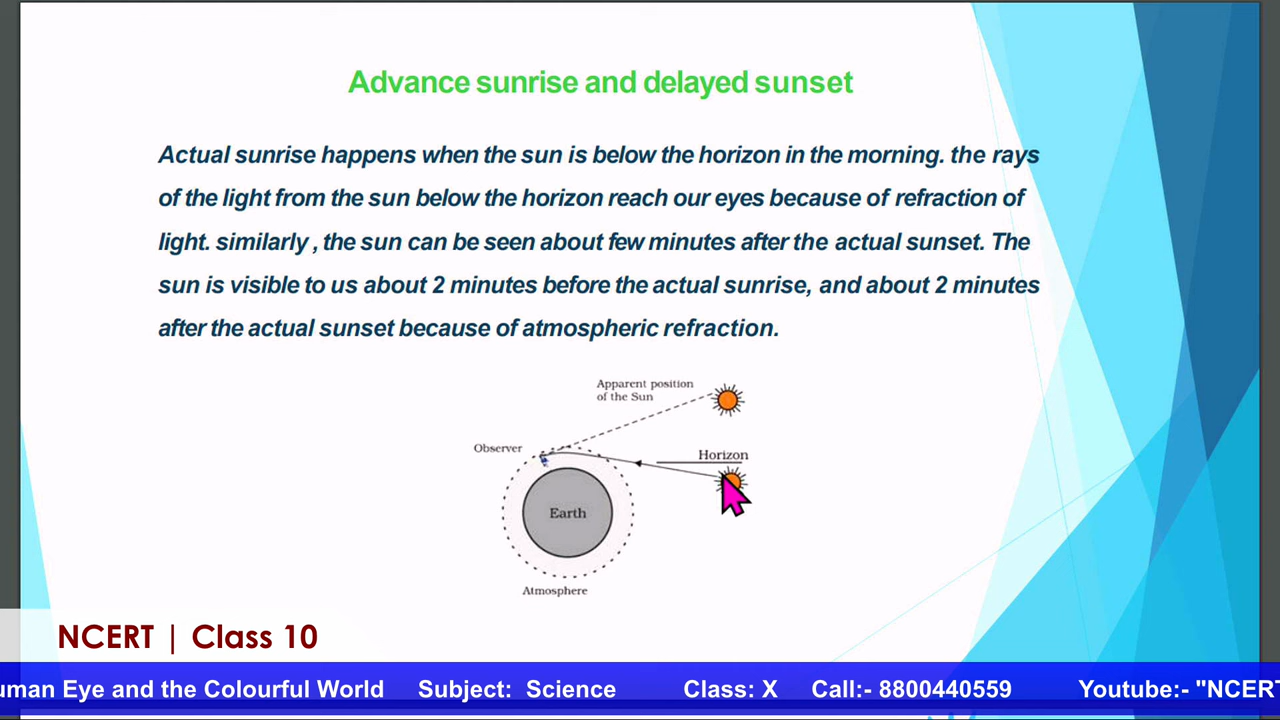 Advance sunrise and delayed sunset
Actual sunrise happens when the sun is below the horizon in the morning. the rays
of the light from the sun below the horizon reach our eyes because of refraction of
light. similarly , the sun can be seen about few minutes after the actual sunset. The
sun is visible to us about 2 minutes before the actual sunrise, and about 2 minutes
after the actual sunset because of atmospheric refraction.
Apparent position
of the Sun
Observer
Horizon
Earth
Atmosphere
NCERT | Class 10
uman Eye and the Colourful World Subject: Science Class: X Call:- 8800440559 Youtube:- "NCERT